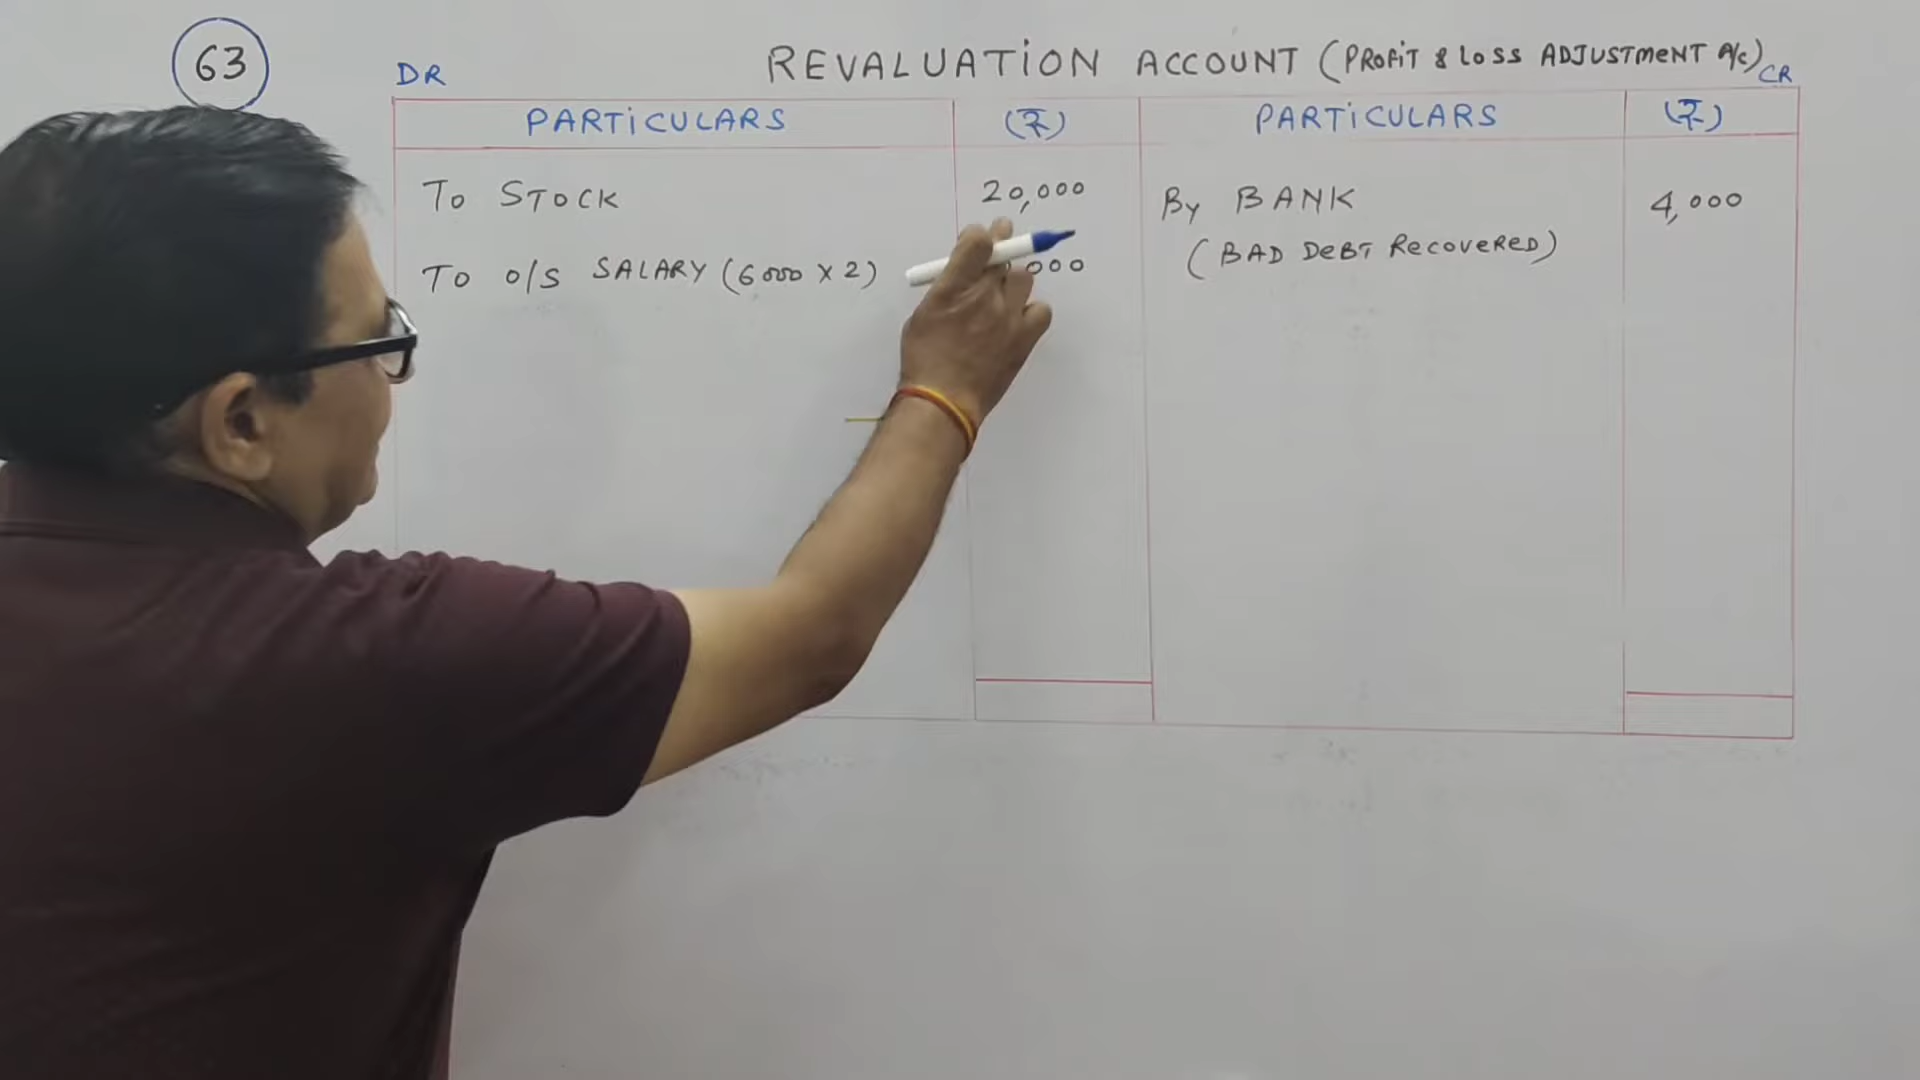 63
REVALUATION ACCOUNT (PROFIT & LOSS ADJUSTMENT A/C)
DR CR
PARTICULARS (₹) PARTICULARS (₹)
To STOCK 20,000 By BANK 4,000
(BAD DEBT RECOVERED)
To O/S SALARY (6000 X 2) 000